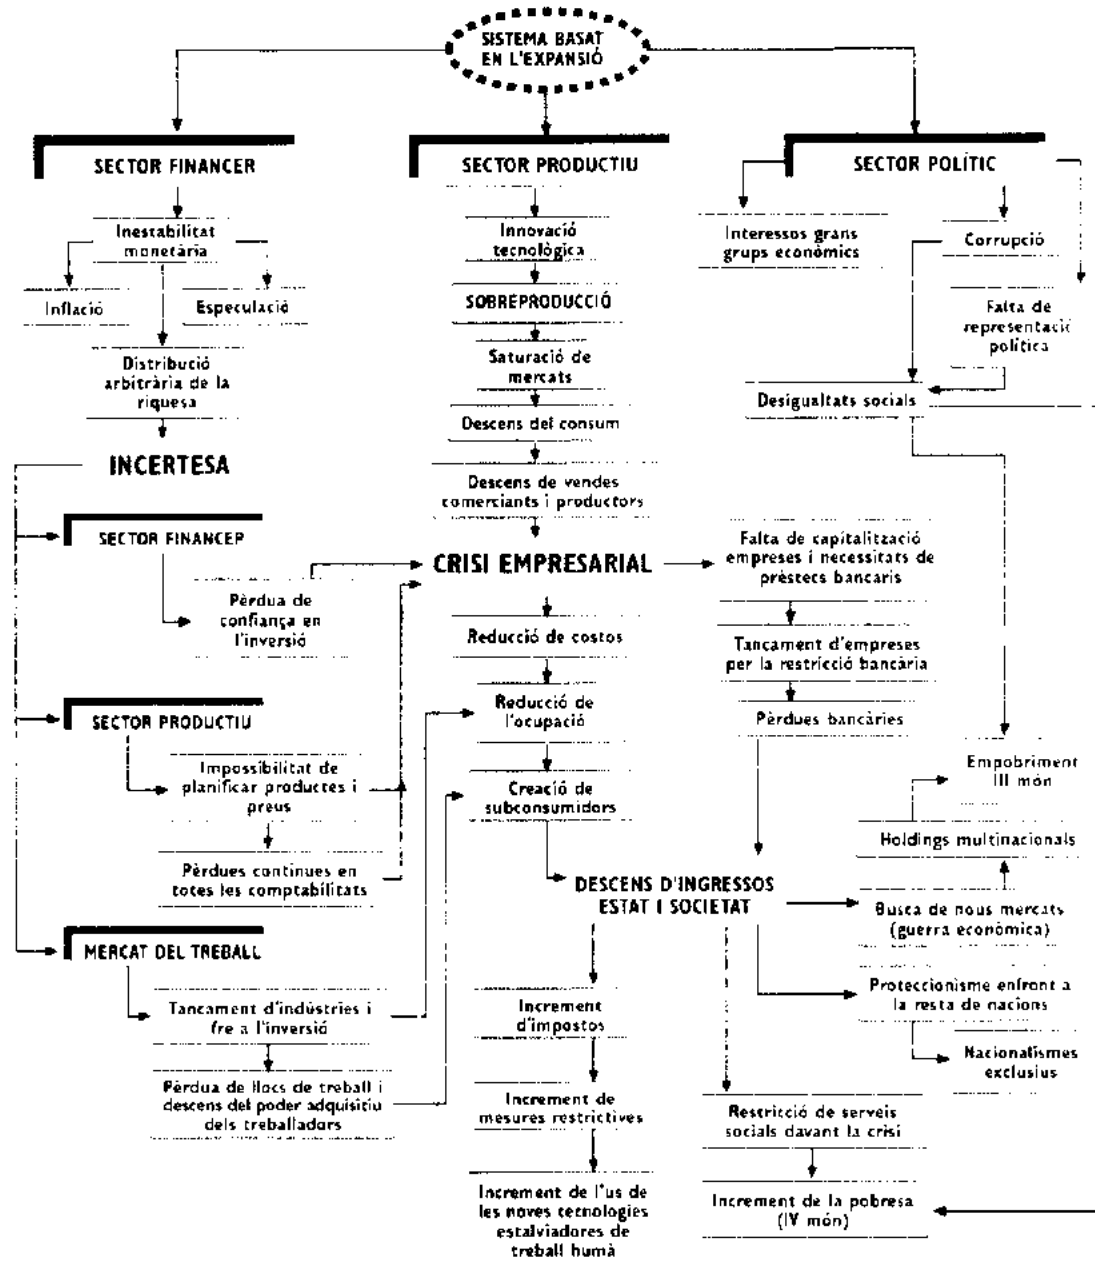 SISTEMA BASAT
EN L'EXPANSIÓ
SECTOR FINANCER
Inestabilitat
monetária
Inflació
Especulació
Distribució
arbitrària de la
riquesa
INCERTESA
SECTOR PRODUCTIU
Innovació
tecnològica
SOBREPRODUCCIÓ
Saturació de
mercats
Descens del consum
Descens de vendes
comerciants i productors
CRISI EMPRESARIAL
SECTOR POLÍTIC
Interessos grans
grups econòmics
Corrupció
Falta de
representació
política
Desigualtats socials
SECTOR FINANCER
Pèrdua de
confiança en
l'inversió
SECTOR PRODUCTIU
Impossibilitat de
planificar productes i
preus
Pèrdues continues en
totes les comptabilitats
MERCAT DEL TREBALL
Tancament d'indústries i
fre a l'inversió
Pèrdua de llocs de treball i
descens del poder adquisitiu
dels treballadors
Reducció de costos
Reducció de
l'ocupació
Creació de
subconsumidors
Falta de capitalització
empreses i necessitats de
prèstecs bancaris
Tancament d'empreses
per la restricció bancària
Pèrdues bancàries
DESCENS D'INGRESSOS
ESTAT I SOCIETAT
Empobriment
III món
Holdings multinacionals
Busca de nous mercats
(guerra econòmica)
Proteccionisme enfront a
la resta de nacions
Nacionalismes
exclusius
Increment
d'impostos
Increment de
mesures restrictives
Increment de l'us de
les noves tecnologies
estalviadores de
treball humà
Restricció de serveis
socials davant la crisi
Increment de la pobresa
(IV món)